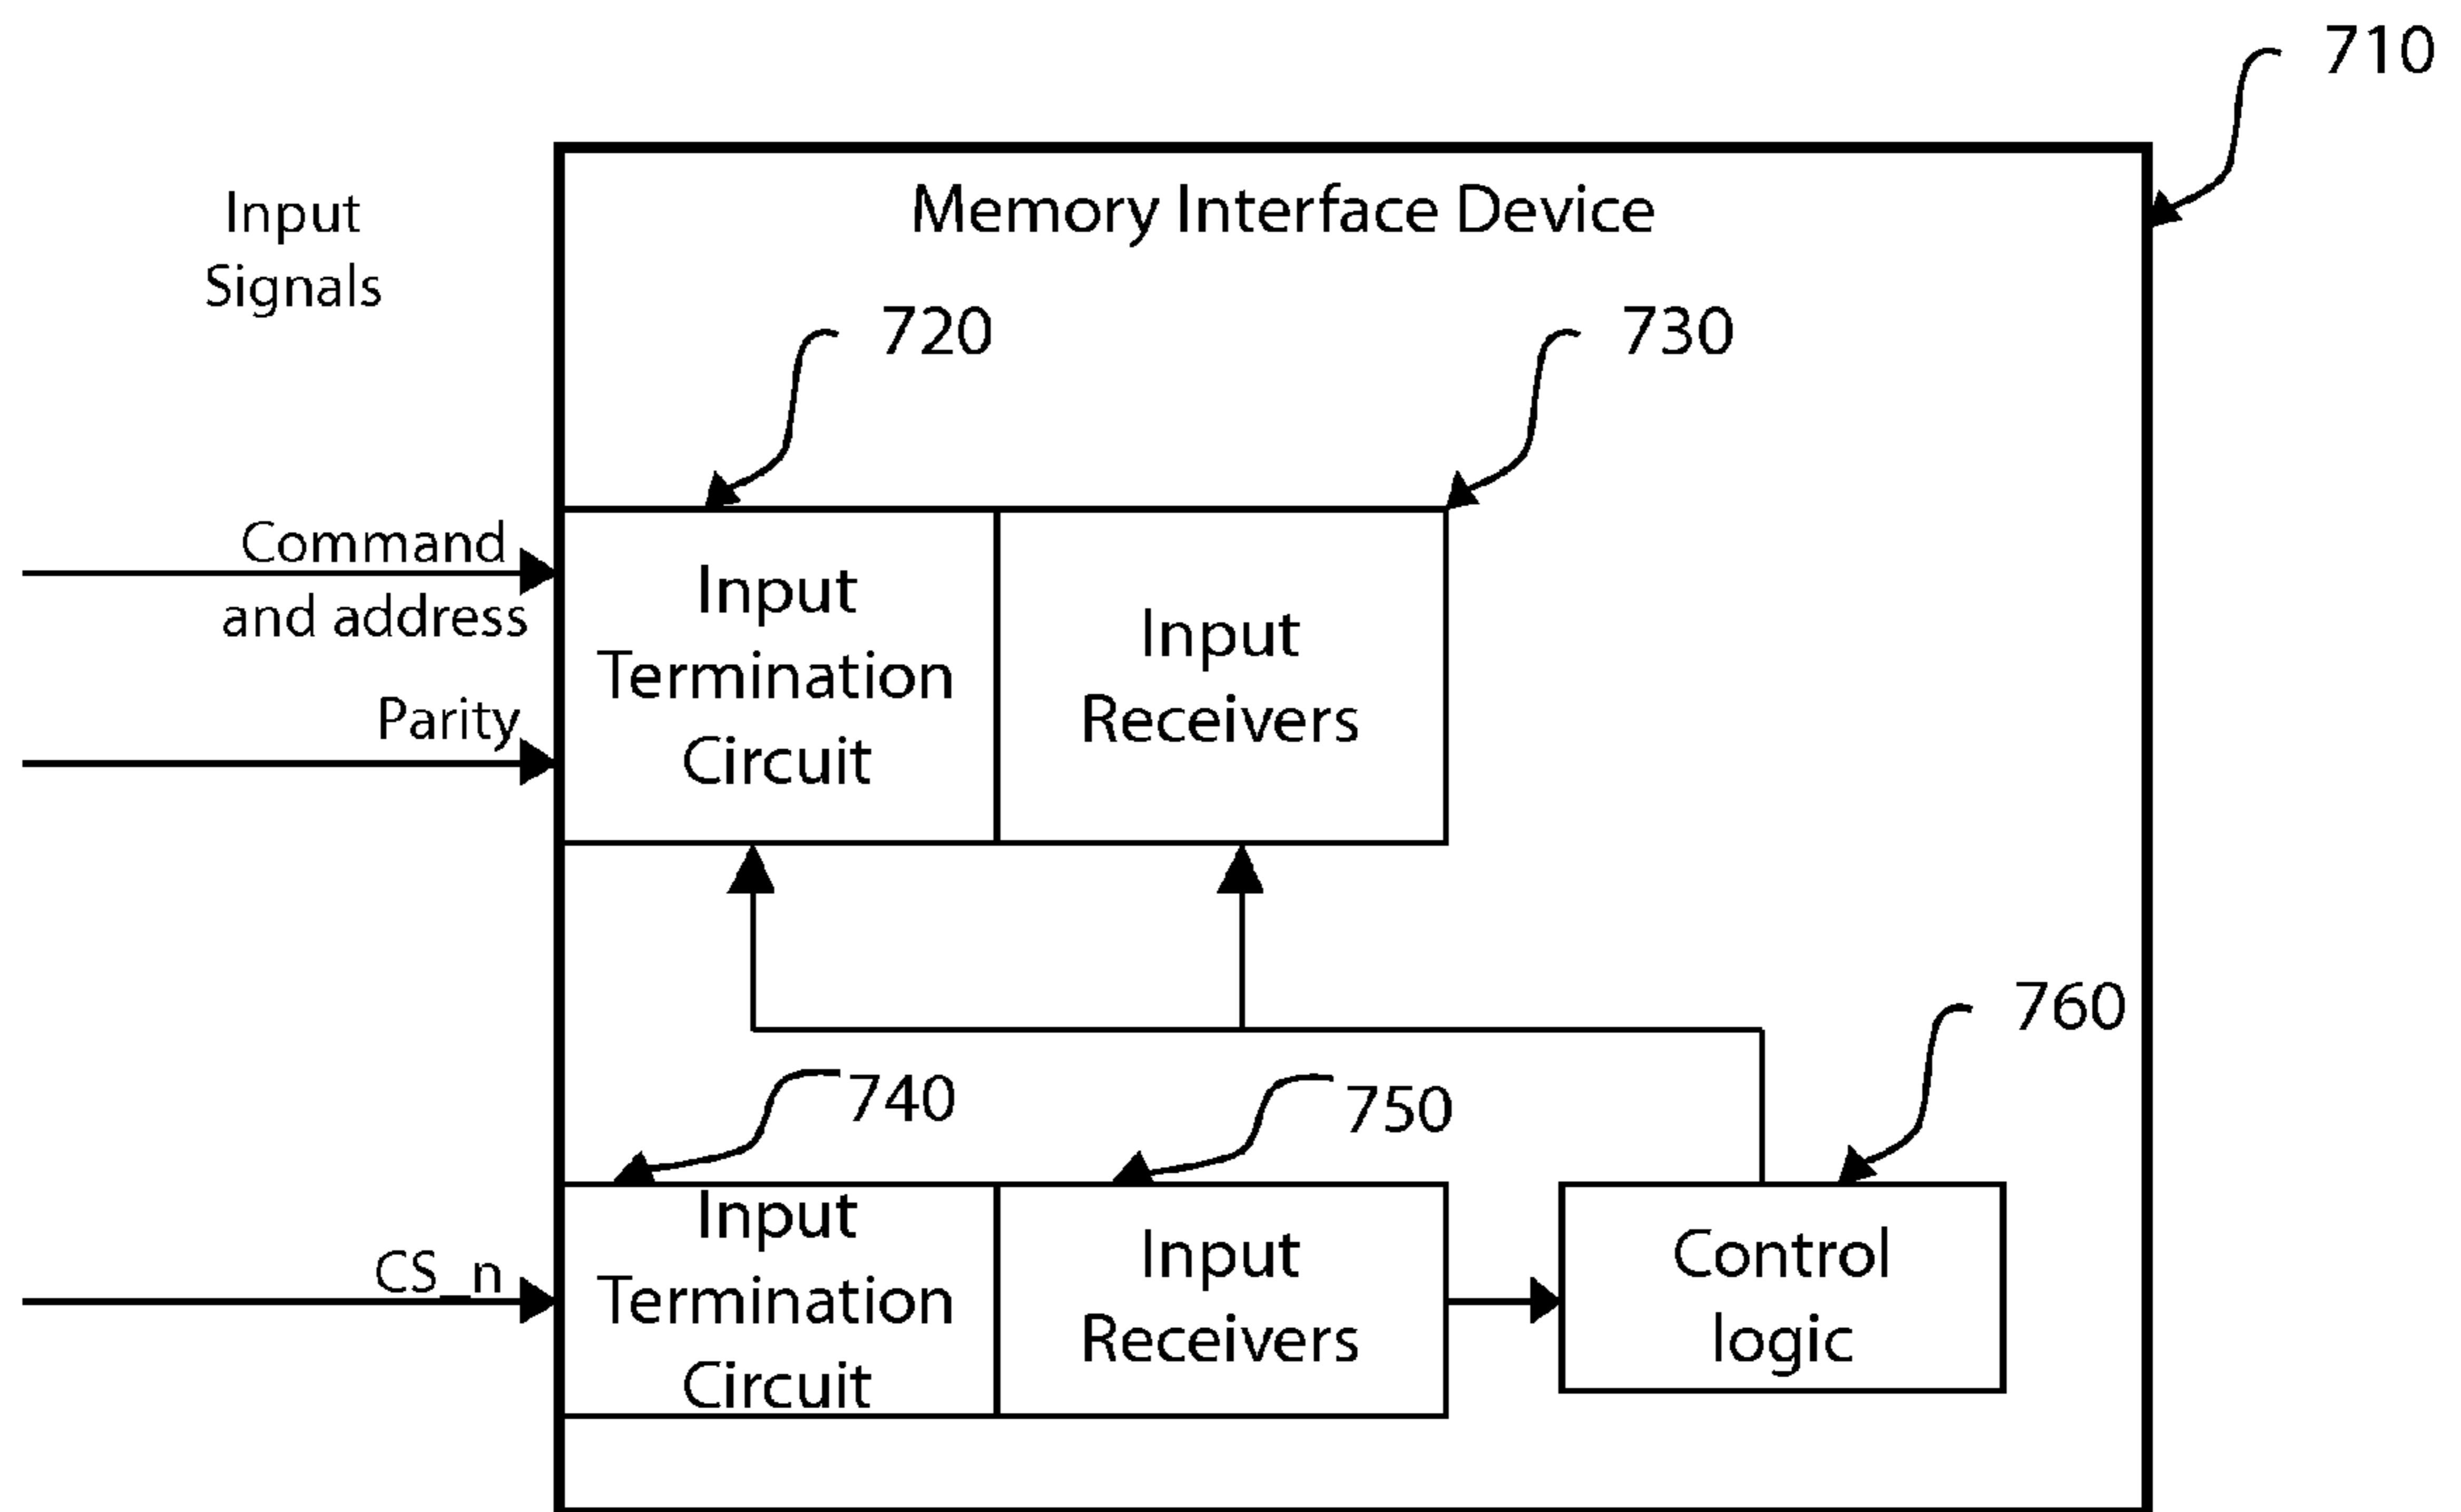 710
Input
Signals
Memory Interface Device
720
730
Command
and address
Parity
Input
Termination
Circuit
Input
Receivers
760
740
750
CS_n
Input
Termination
Circuit
Input
Receivers
Control
logic